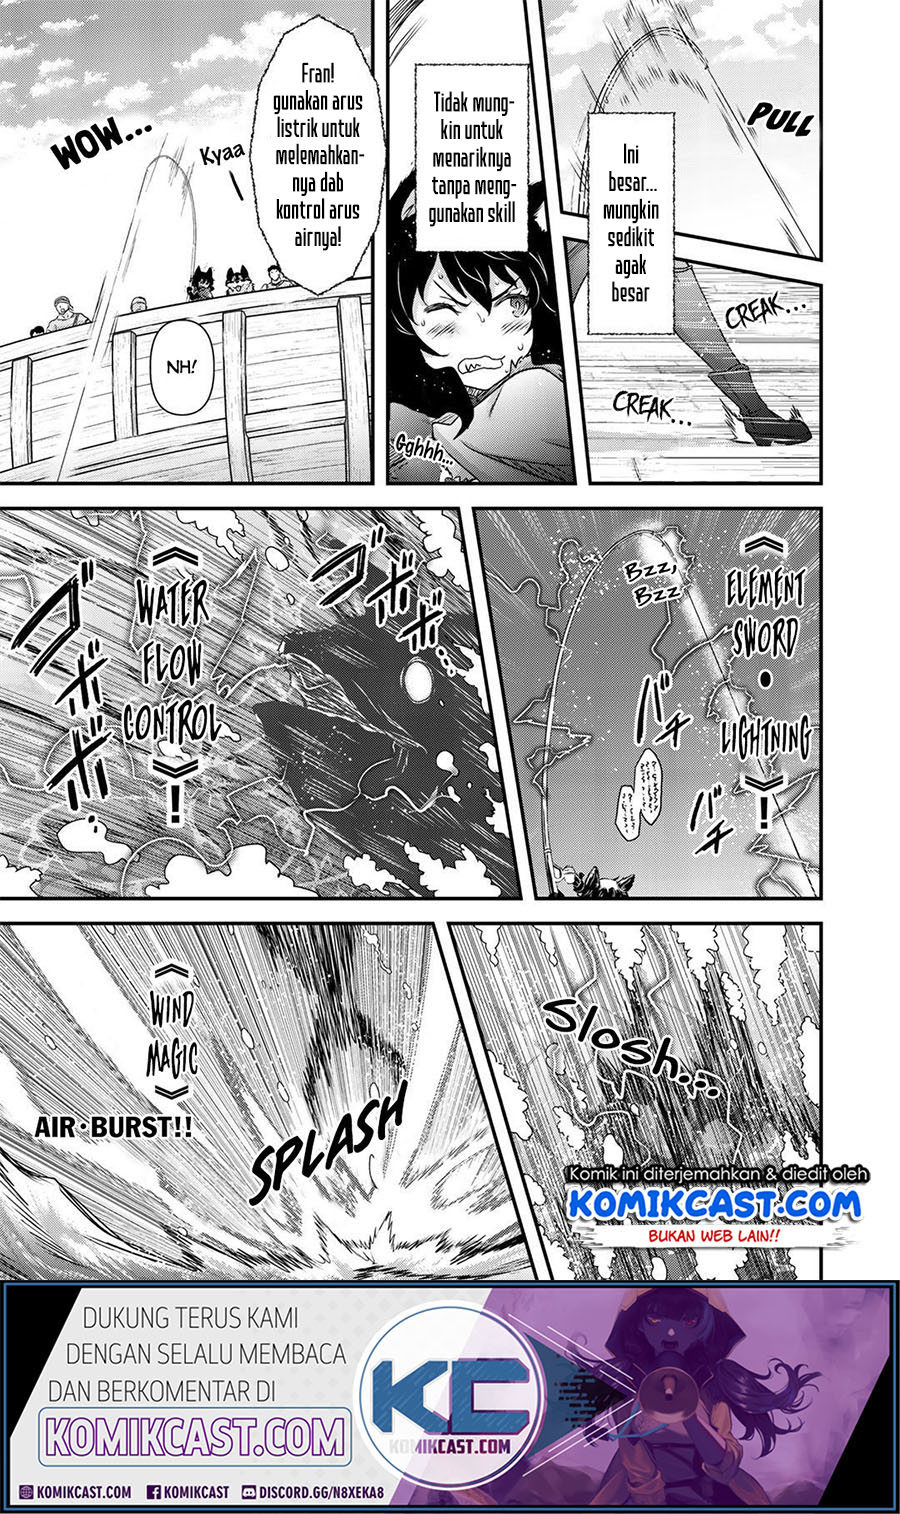 PULL
Ini
besar...
mungkin
sedikit
agak
besar
CREAK...
CREAK...
Tidak mung-
kin untuk
menariknya
tanpa meng-
gunakan skill
Gghhh...
Fran!
gunakan arus
listrik untuk
melemahkan-
nya dab
kontrol arus
airnya!
Kyaa
WOW...
NH!
《ELEMENT
SWORD •
LIGHTNING》!
BZZ,
BZZ
バチ
バチ
《WATER
FLOW
CONTROL》!
ゴボボ...
ゴボボ...
Slosh...
《WIND
MAGIC》
AIR•BURST!!
SPLASH
Komik ini diterjemahkan & diedit oleh
KOMIKCAST.COM
BUKAN WEB LAIN!!
DUKUNG TERUS KAMI
DENGAN SELALU MEMBACA
DAN BERKOMENTAR DI
KOMIKCAST.COM
KC
KOMIKCAST.COM
KOMIKCAST.COM KOMIKCAST DISCORD.GG/N8XEKA8